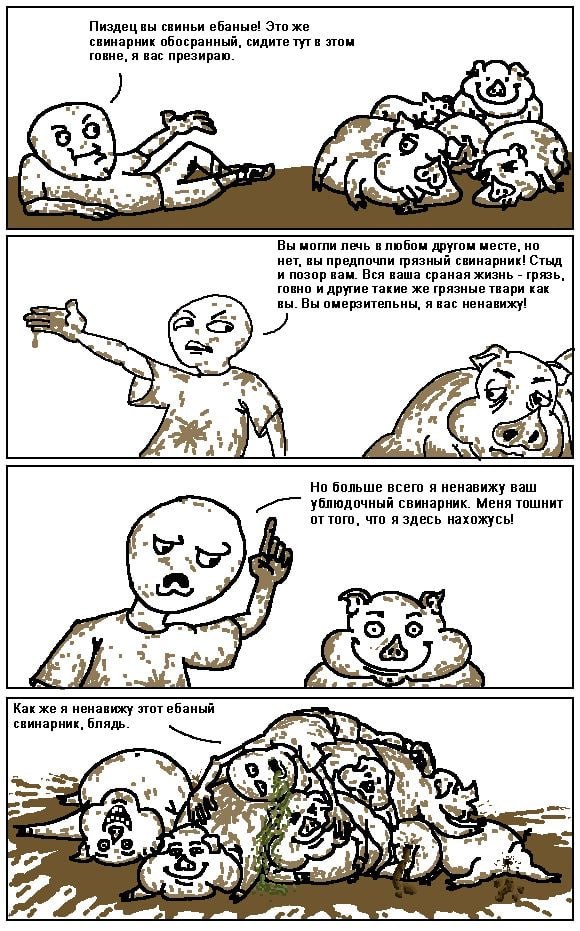 Пиздец вы свиньи ебаные! Это же
свинарник обосранный, сидите тут в этом
говне, я вас презираю.
Вы могли лечь в любом другом месте, но
нет, вы предпочли грязный свинарник! Стыд
и позор вам. Вся ваша сраная жизнь - грязь,
говно и другие такие же грязные твари как
вы. Вы омерзительны, я вас ненавижу!
Но больше всего я ненавижу ваш
ублюдочный свинарник. Меня тошнит
от того, что я здесь нахожусь!
Как же я ненавижу этот ебаный
свинарник, блядь.